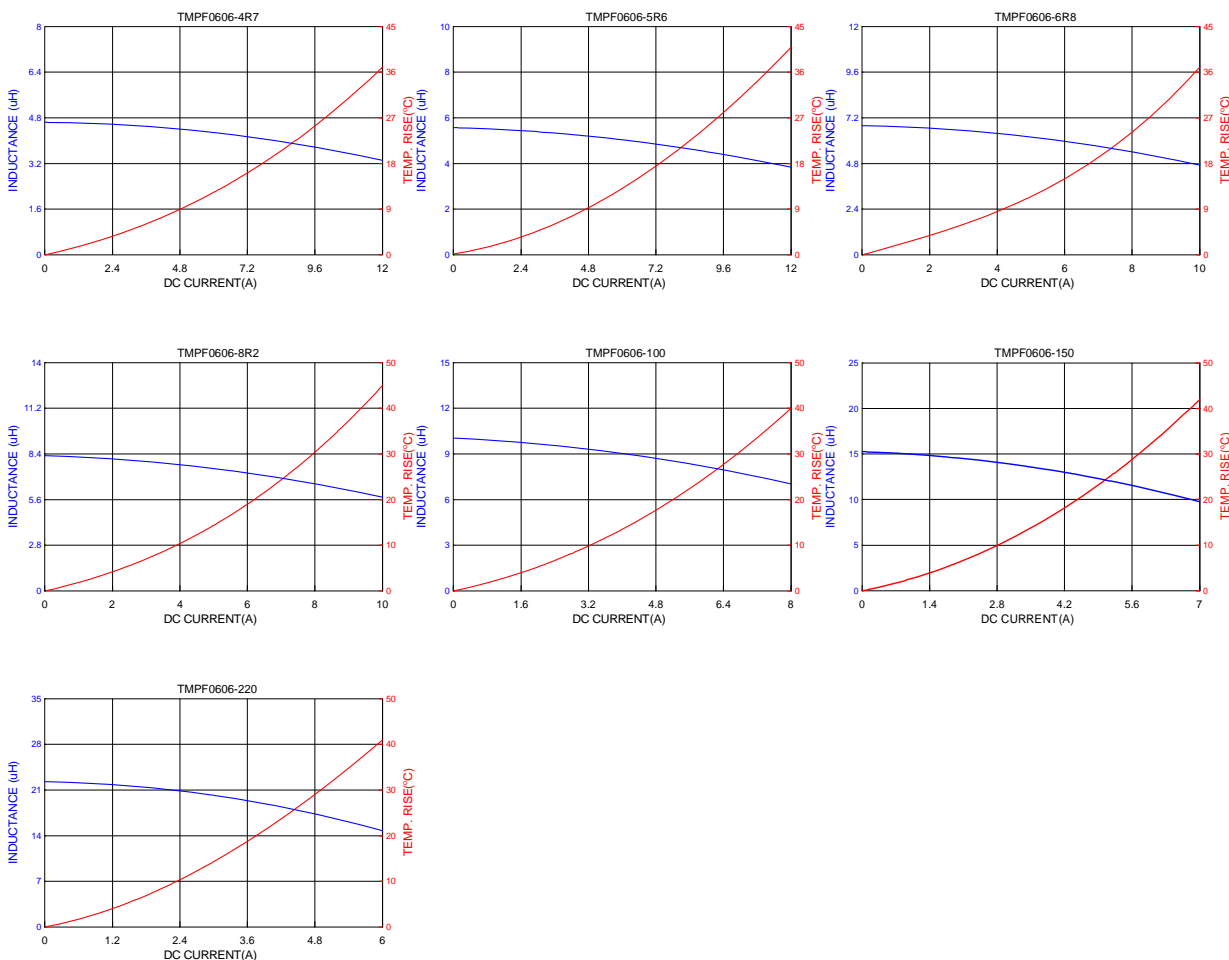 TMPF0606-4R7
INDUCTANCE (uH)
8
6.4
4.8
3.2
1.6
0
45
36
27
18
9
0
TEMP. RISE(°C)
0 2.4 4.8 7.2 9.6 12
DC CURRENT(A)
TMPF0606-5R6
INDUCTANCE (uH)
10
8
6
4
2
0
45
36
27
18
9
0
TEMP. RISE(°C)
0 2.4 4.8 7.2 9.6 12
DC CURRENT(A)
TMPF0606-6R8
INDUCTANCE (uH)
12
9.6
7.2
4.8
2.4
0
45
36
27
18
9
0
TEMP. RISE(°C)
0 2 4 6 8 10
DC CURRENT(A)
TMPF0606-8R2
INDUCTANCE (uH)
14
11.2
8.4
5.6
2.8
0
50
40
30
20
10
0
TEMP. RISE(°C)
0 2 4 6 8 10
DC CURRENT(A)
TMPF0606-100
INDUCTANCE (uH)
15
12
9
6
3
0
50
40
30
20
10
0
TEMP. RISE(°C)
0 1.6 3.2 4.8 6.4 8
DC CURRENT(A)
TMPF0606-150
INDUCTANCE (uH)
25
20
15
10
5
0
50
40
30
20
10
0
TEMP. RISE(°C)
0 1.4 2.8 4.2 5.6 7
DC CURRENT(A)
TMPF0606-220
INDUCTANCE (uH)
35
28
21
14
7
0
50
40
30
20
10
0
TEMP. RISE(°C)
0 1.2 2.4 3.6 4.8 6
DC CURRENT(A)